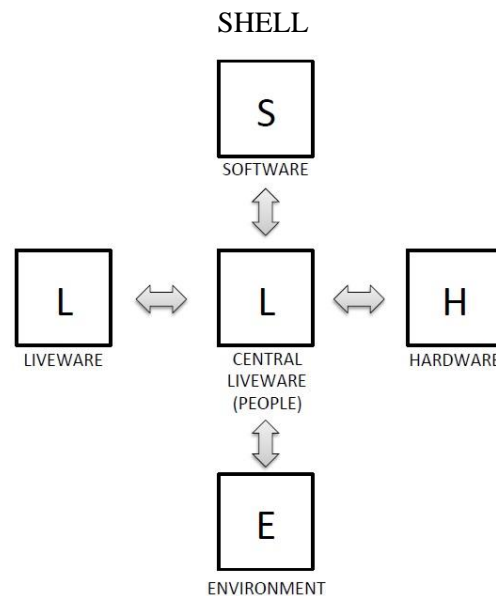 SHELL
S
SOFTWARE
L
LIVEWARE
L
CENTRAL
LIVEWARE
(PEOPLE)
H
HARDWARE
E
ENVIRONMENT